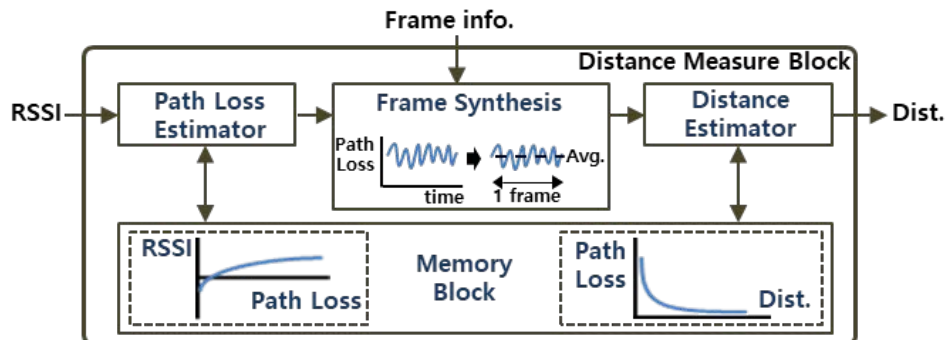 Frame info.
Distance Measure Block
RSSI
Path Loss
Estimator
Frame Synthesis
Path
Loss
time
Avg.
1 frame
Distance
Estimator
Dist.
RSSI
Path Loss
Memory
Block
Path
Loss
Dist.